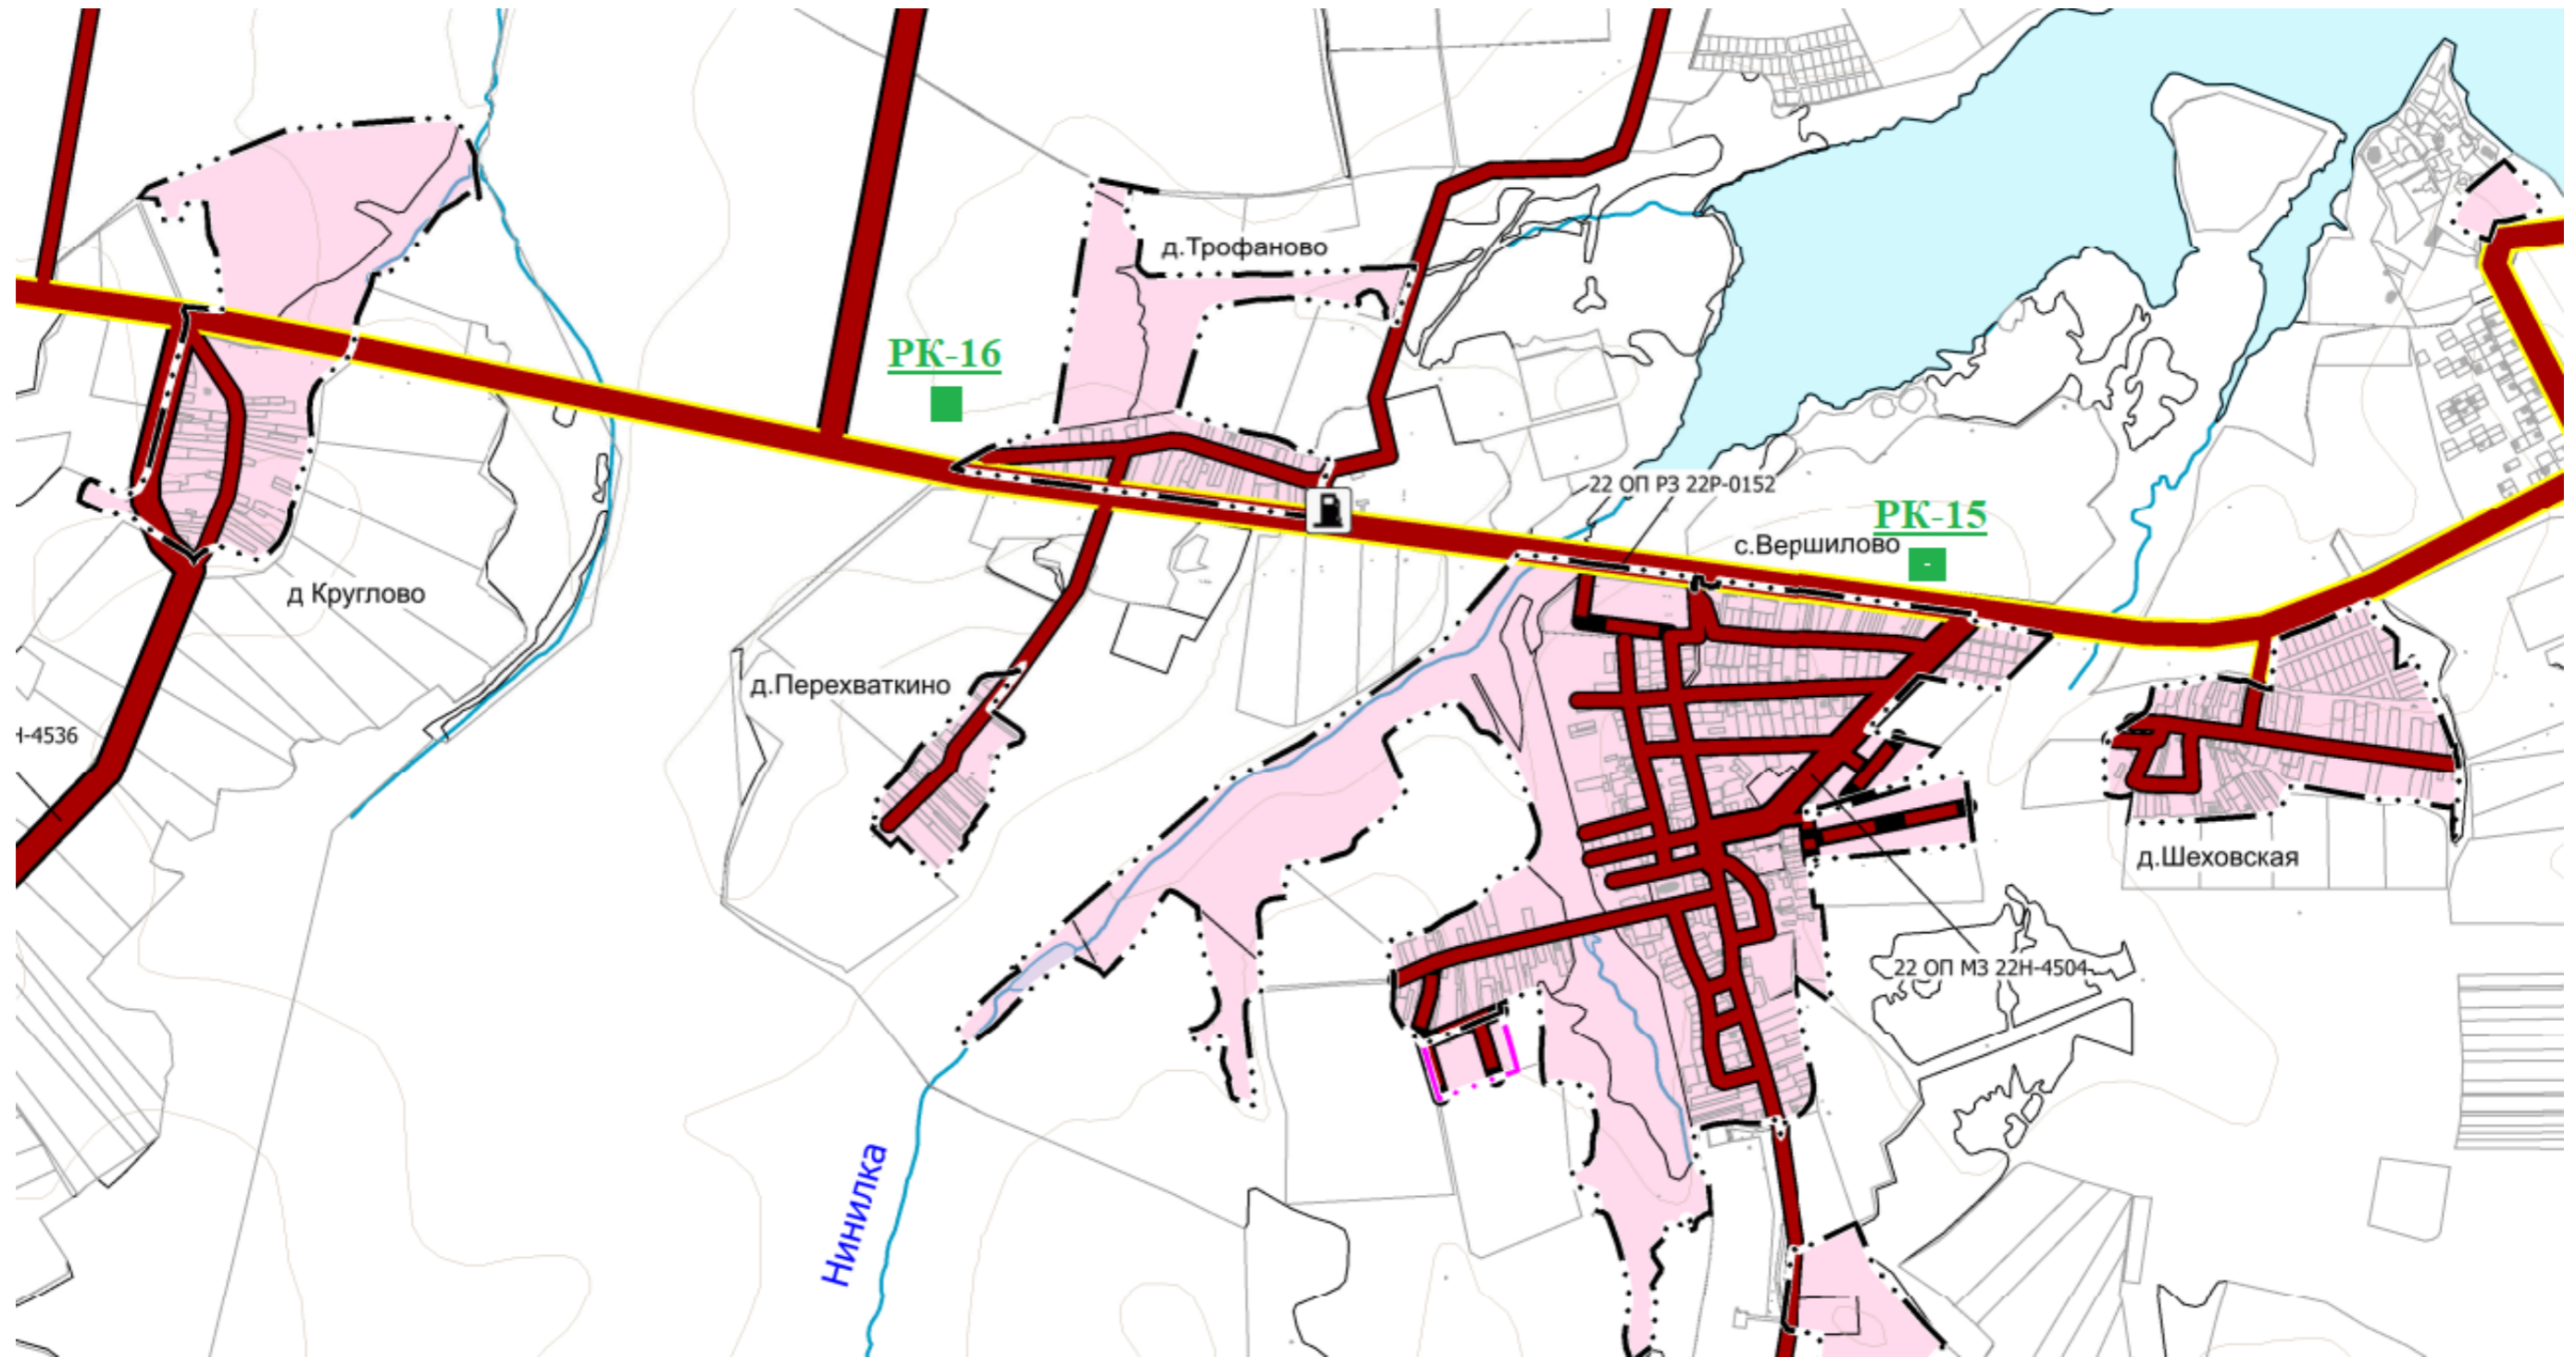 д.Трофаново
РК-16
22 ОП РЗ 22Р-0152
РК-15
с.Вершилово
-
д Круглово
д.Перехваткино
Н-4536
д.Шеховская
22 ОП МЗ 22Н-4504
Нинилка